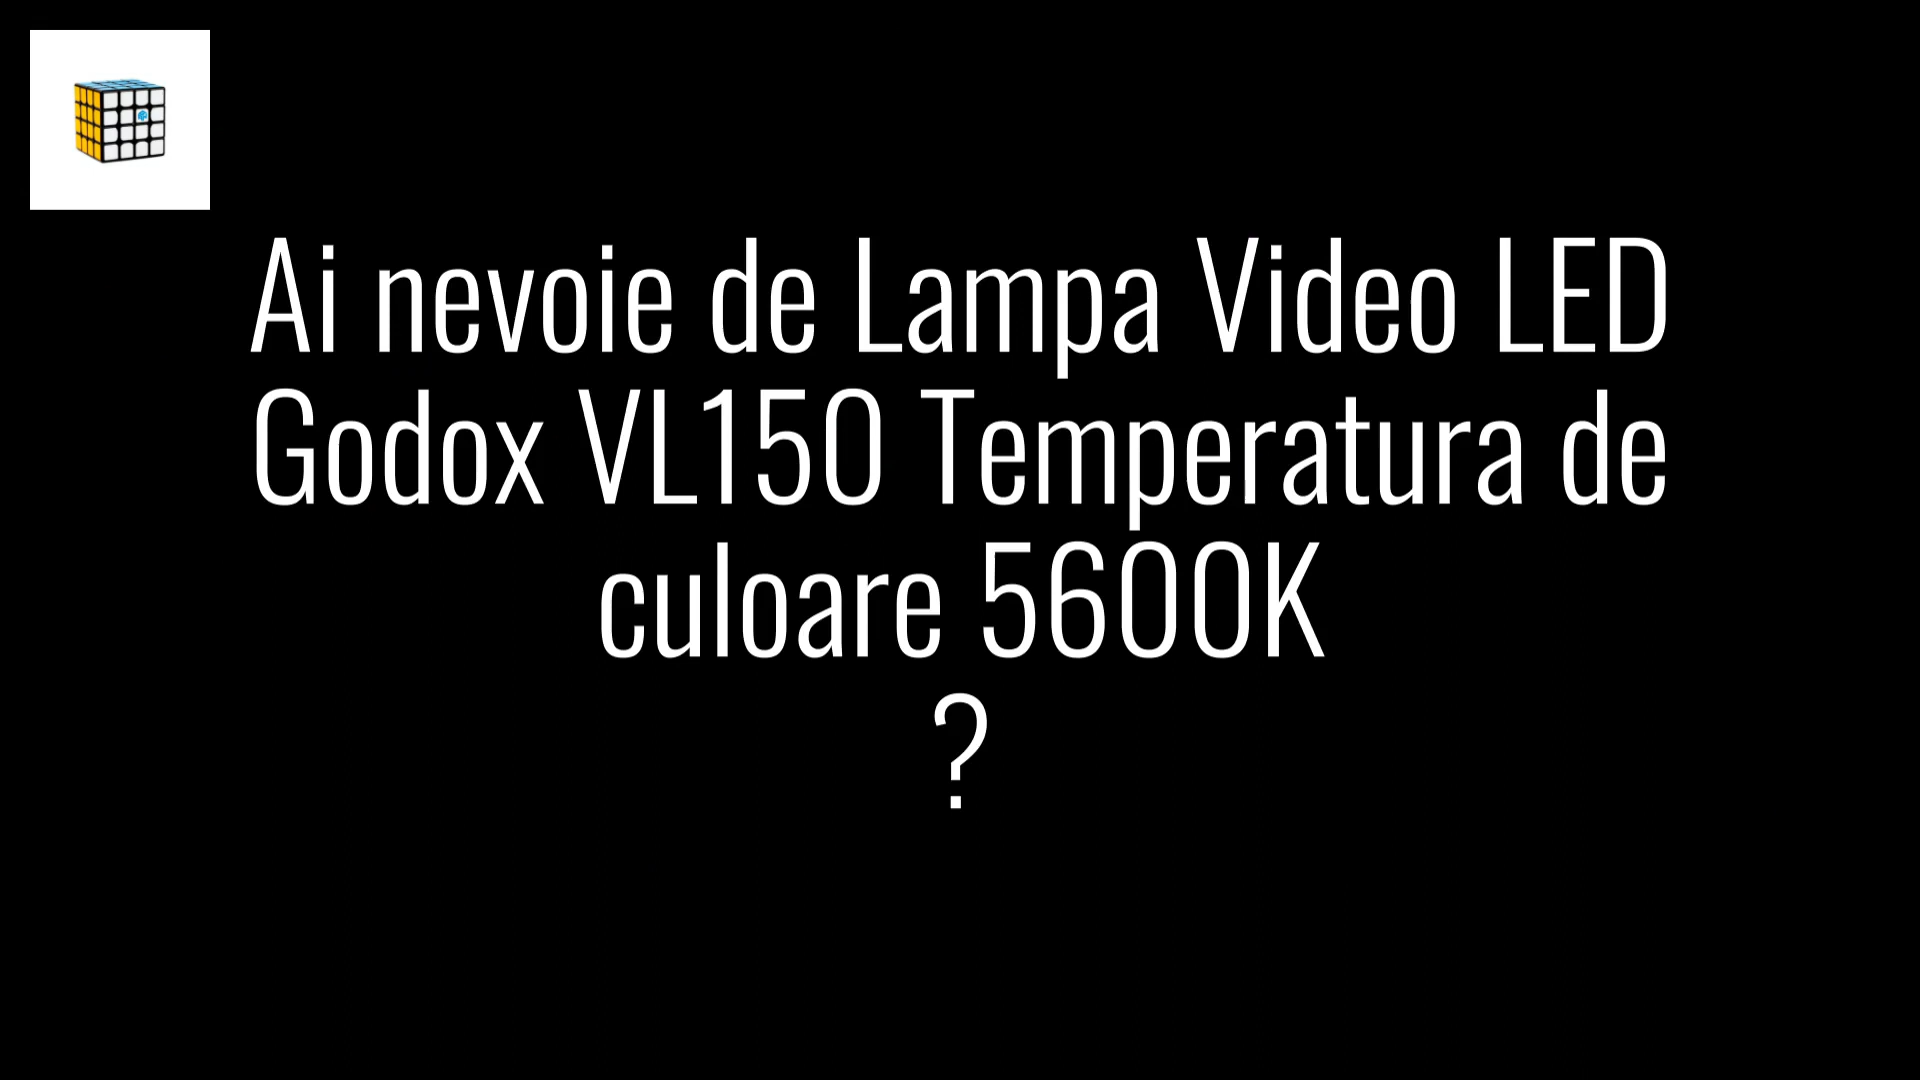 Ai nevoie de Lampa Video LED
Godox VL150 Temperatura de
culoare 5600K
?